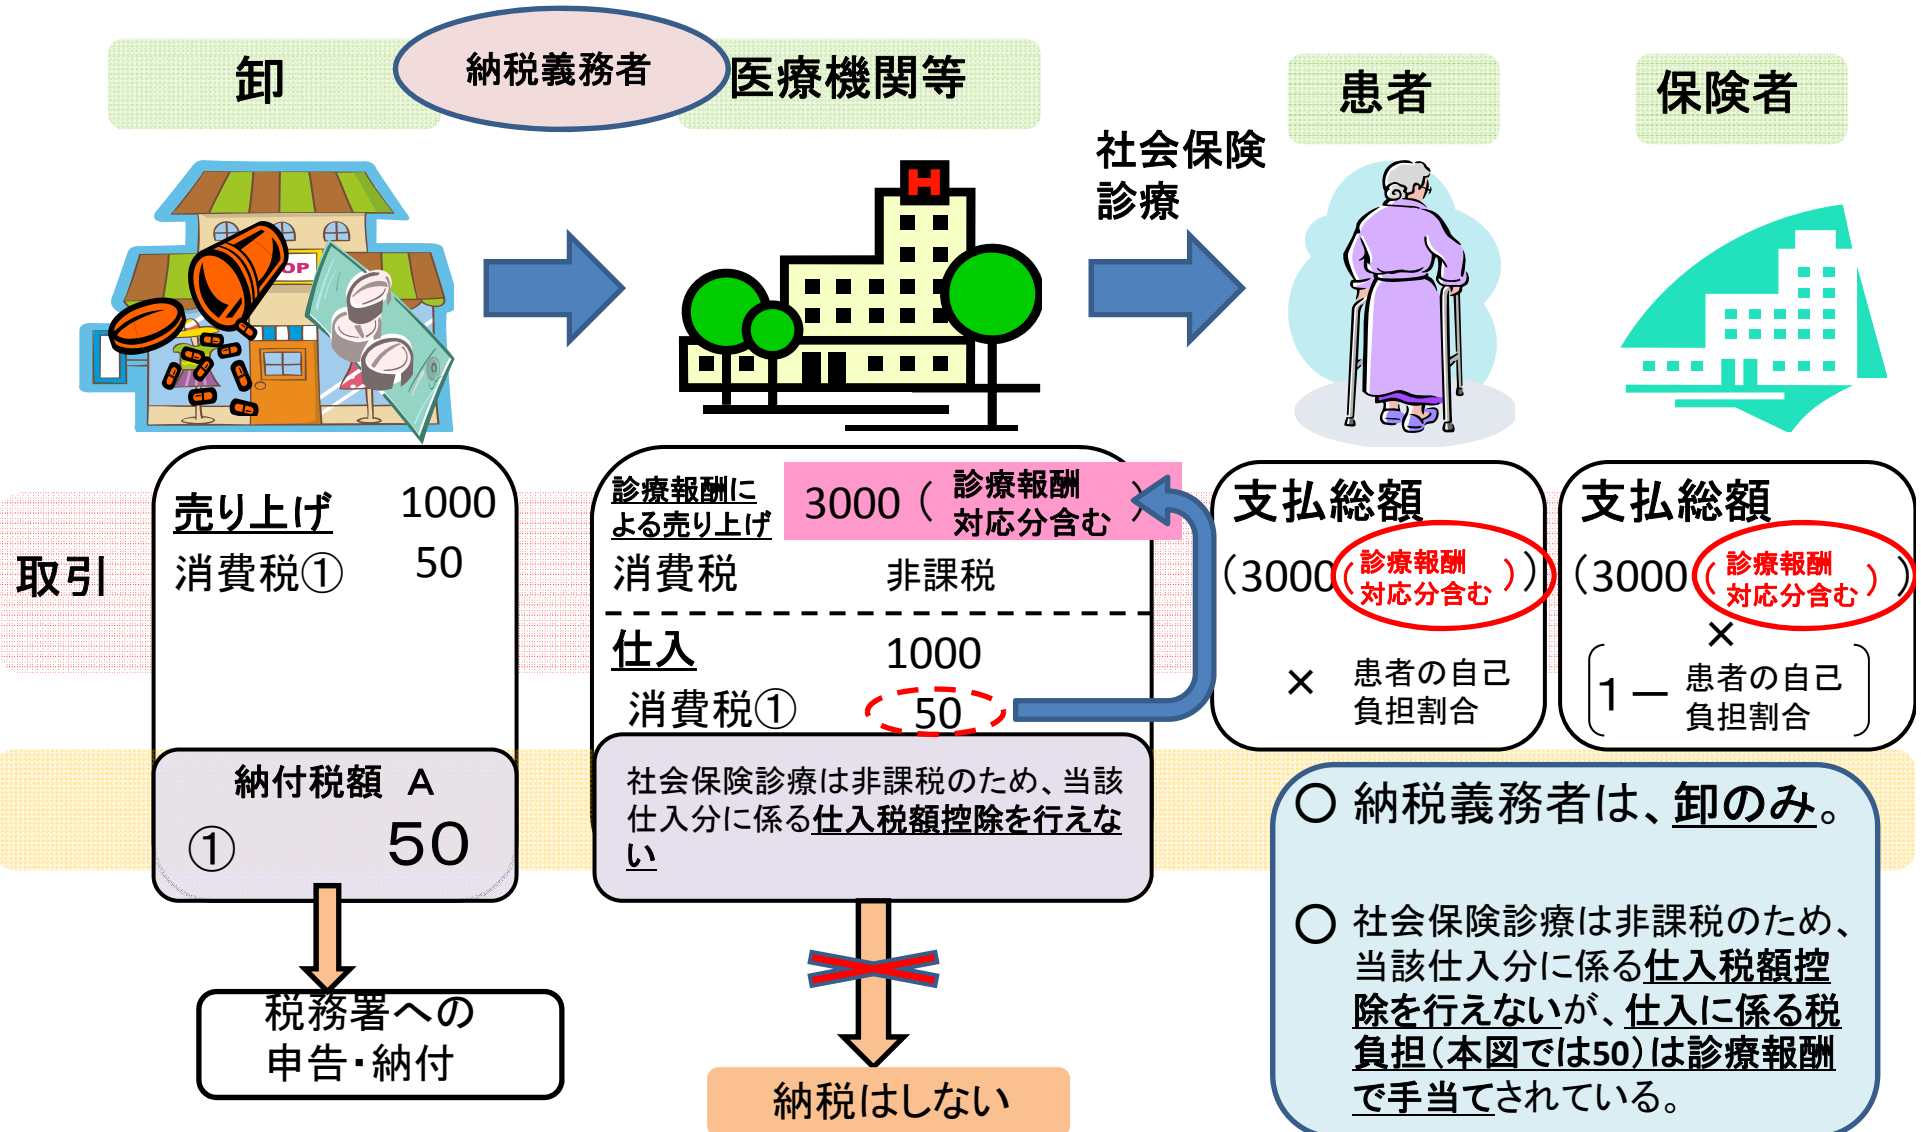 卸
納税義務者
医療機関等
患者
保険者
社会保険
診療
OP
H
取引
売り上げ 1000
消費税① 50
納付税額 A
① 50
税務署への
申告・納付
診療報酬に
よる売り上げ
3000(診療報酬
対応分含む)
消費税 非課税
仕入 1000
消費税① 50
社会保険診療は非課税のため、当該
仕入分に係る仕入税額控除を行えな
い
納税はしない
支払総額
(3000(診療報酬
対応分含む))
× 患者の自己
負担割合
支払総額
(3000(診療報酬
対応分含む))
×
[1－患者の自己
負担割合]
○ 納税義務者は、卸のみ。
○ 社会保険診療は非課税のため、
当該仕入分に係る仕入税額控
除を行えないが、仕入に係る税
負担(本図では50)は診療報酬
で手当てされている。